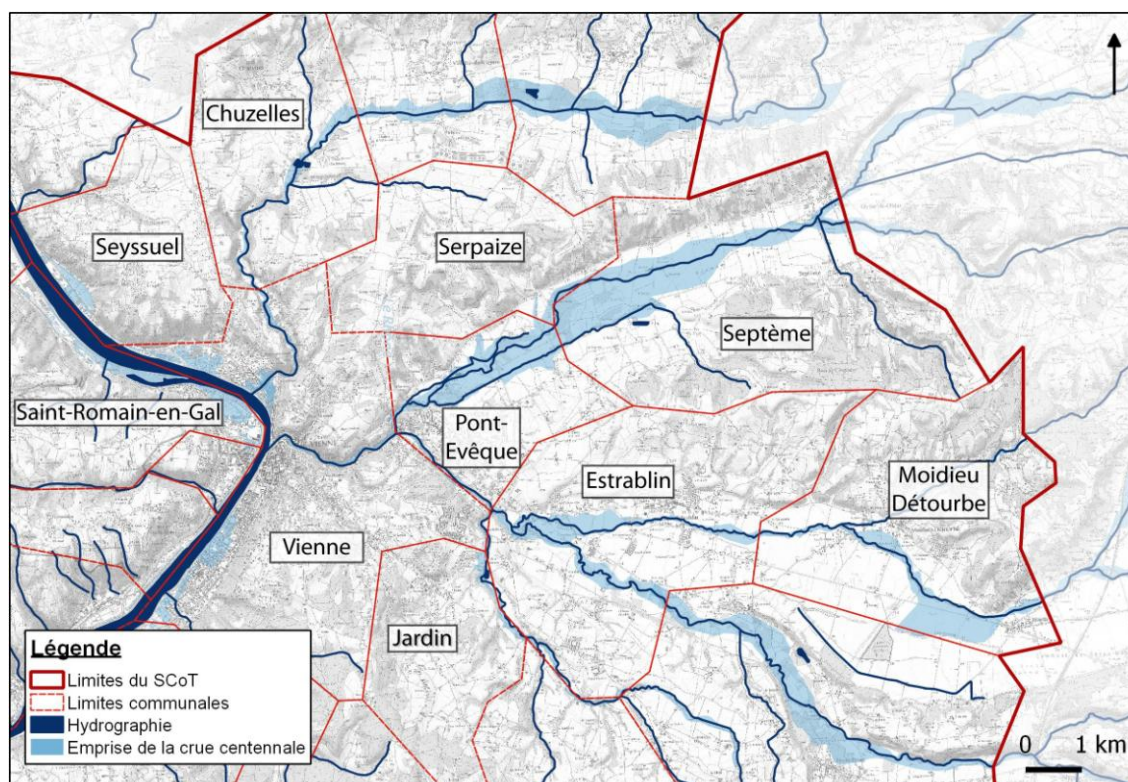 Chuzelles
Seyssuel
Serpaize
Septème
Saint-Romain-en-Gal
Pont-
Evêque
Estrablin
Moidieu
Détourbe
Vienne
Jardin
Légende
Limites du SCoT
Limites communales
Hydrographie
Emprise de la crue centennale
0 1 km